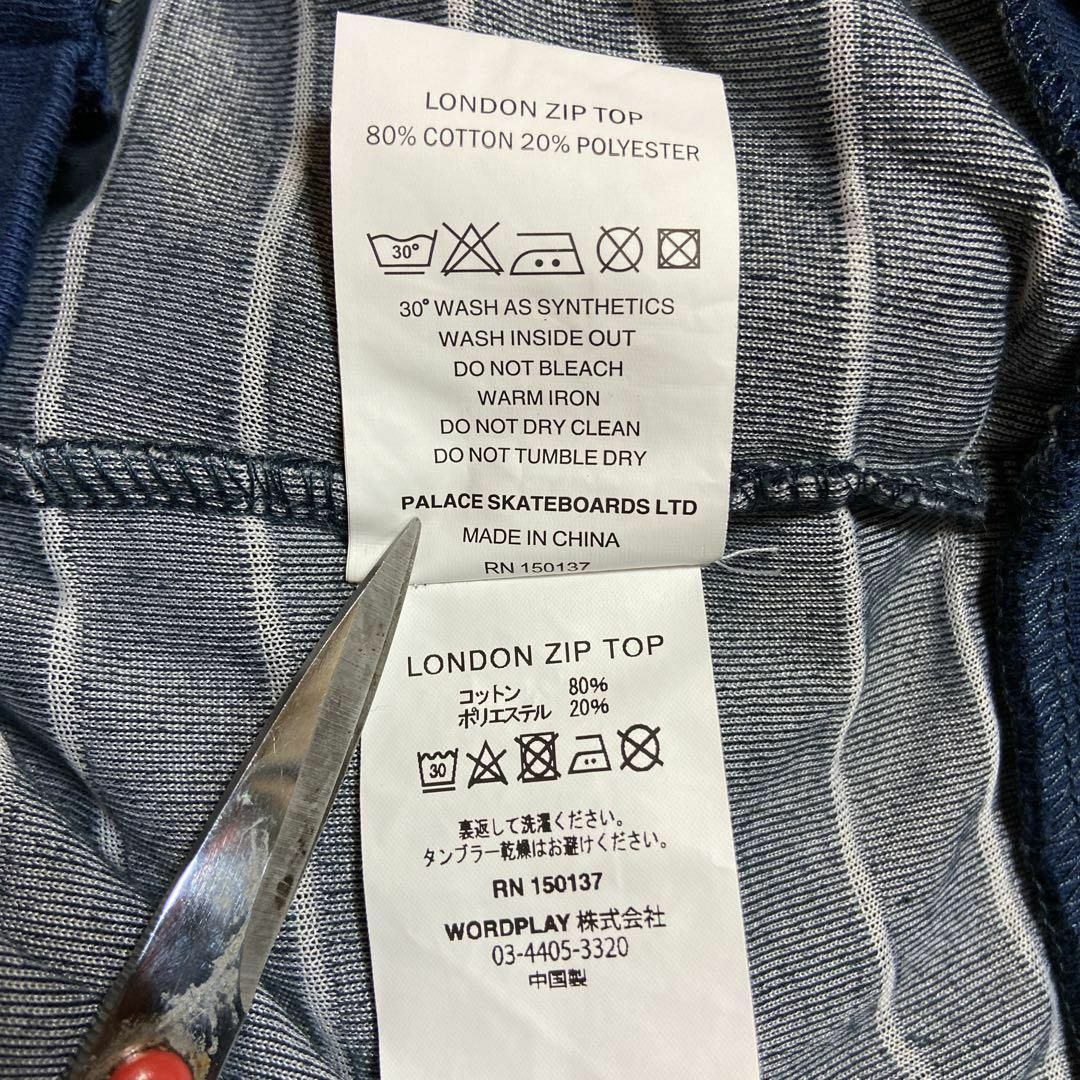 LONDON ZIP TOP
80% COTTON 20% POLYESTER
30°
30° WASH AS SYNTHETICS
WASH INSIDE OUT
DO NOT BLEACH
WARM IRON
DO NOT DRY CLEAN
DO NOT TUMBLE DRY
PALACE SKATEBOARDS LTD
MADE IN CHINA
RN 150137
LONDON ZIP TOP
コットン 80%
ポリエステル 20%
30
裏返して洗濯ください。
タンブラー乾燥はお避けください。
RN 150137
WORDPLAY 株式会社
03-4405-3320
中国製